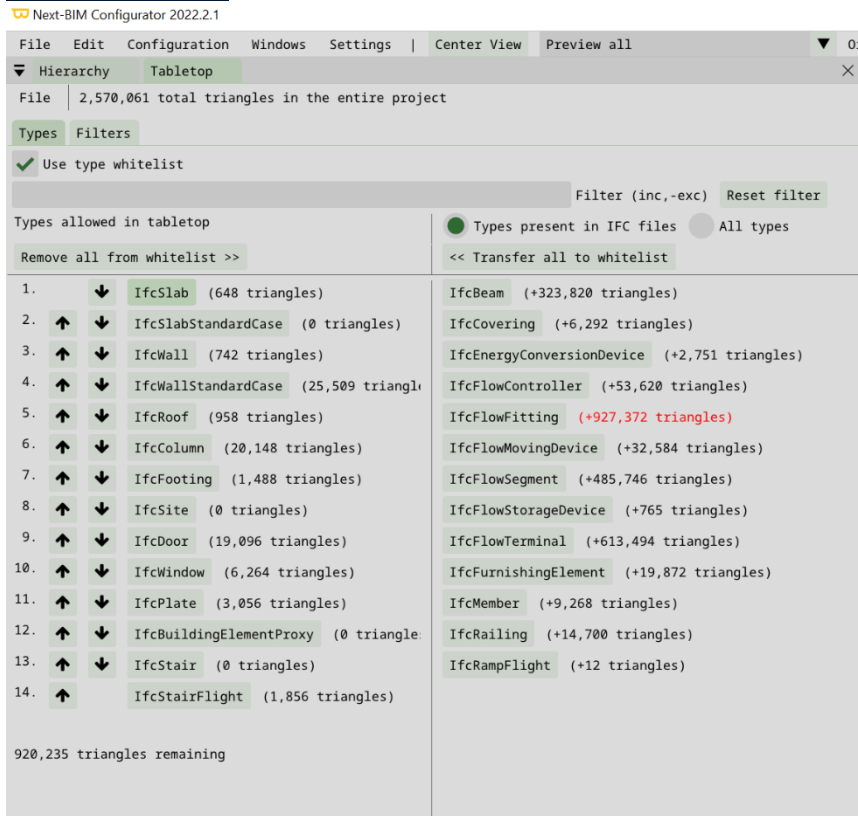 Next-BIM Configurator 2022.2.1
File Edit Configuration Windows Settings | Center View Preview all
Hierarchy Tabletop
File 2,570,061 total triangles in the entire project
Types Filters
Use type whitelist
Filter (inc,-exc) Reset filter
Types allowed in tabletop
Types present in IFC files All types
Remove all from whitelist >>
<< Transfer all to whitelist
1. IfcSlab (648 triangles)
2. IfcSlabStandardCase (0 triangles)
3. IfcWall (742 triangles)
4. IfcWallStandardCase (25,509 triangl
5. IfcRoof (958 triangles)
6. IfcColumn (20,148 triangles)
7. IfcFooting (1,488 triangles)
8. IfcSite (0 triangles)
9. IfcDoor (19,096 triangles)
10. IfcWindow (6,264 triangles)
11. IfcPlate (3,056 triangles)
12. IfcBuildingElementProxy (0 triangle
13. IfcStair (0 triangles)
14. IfcStairFlight (1,856 triangles)
920,235 triangles remaining
IfcBeam (+323,820 triangles)
IfcCovering (+6,292 triangles)
IfcEnergyConversionDevice (+2,751 triangles)
IfcFlowController (+53,620 triangles)
IfcFlowFitting (+927,372 triangles)
IfcFlowMovingDevice (+32,584 triangles)
IfcFlowSegment (+485,746 triangles)
IfcFlowStorageDevice (+765 triangles)
IfcFlowTerminal (+613,494 triangles)
IfcFurnishingElement (+19,872 triangles)
IfcMember (+9,268 triangles)
IfcRailing (+14,700 triangles)
IfcRampFlight (+12 triangles)